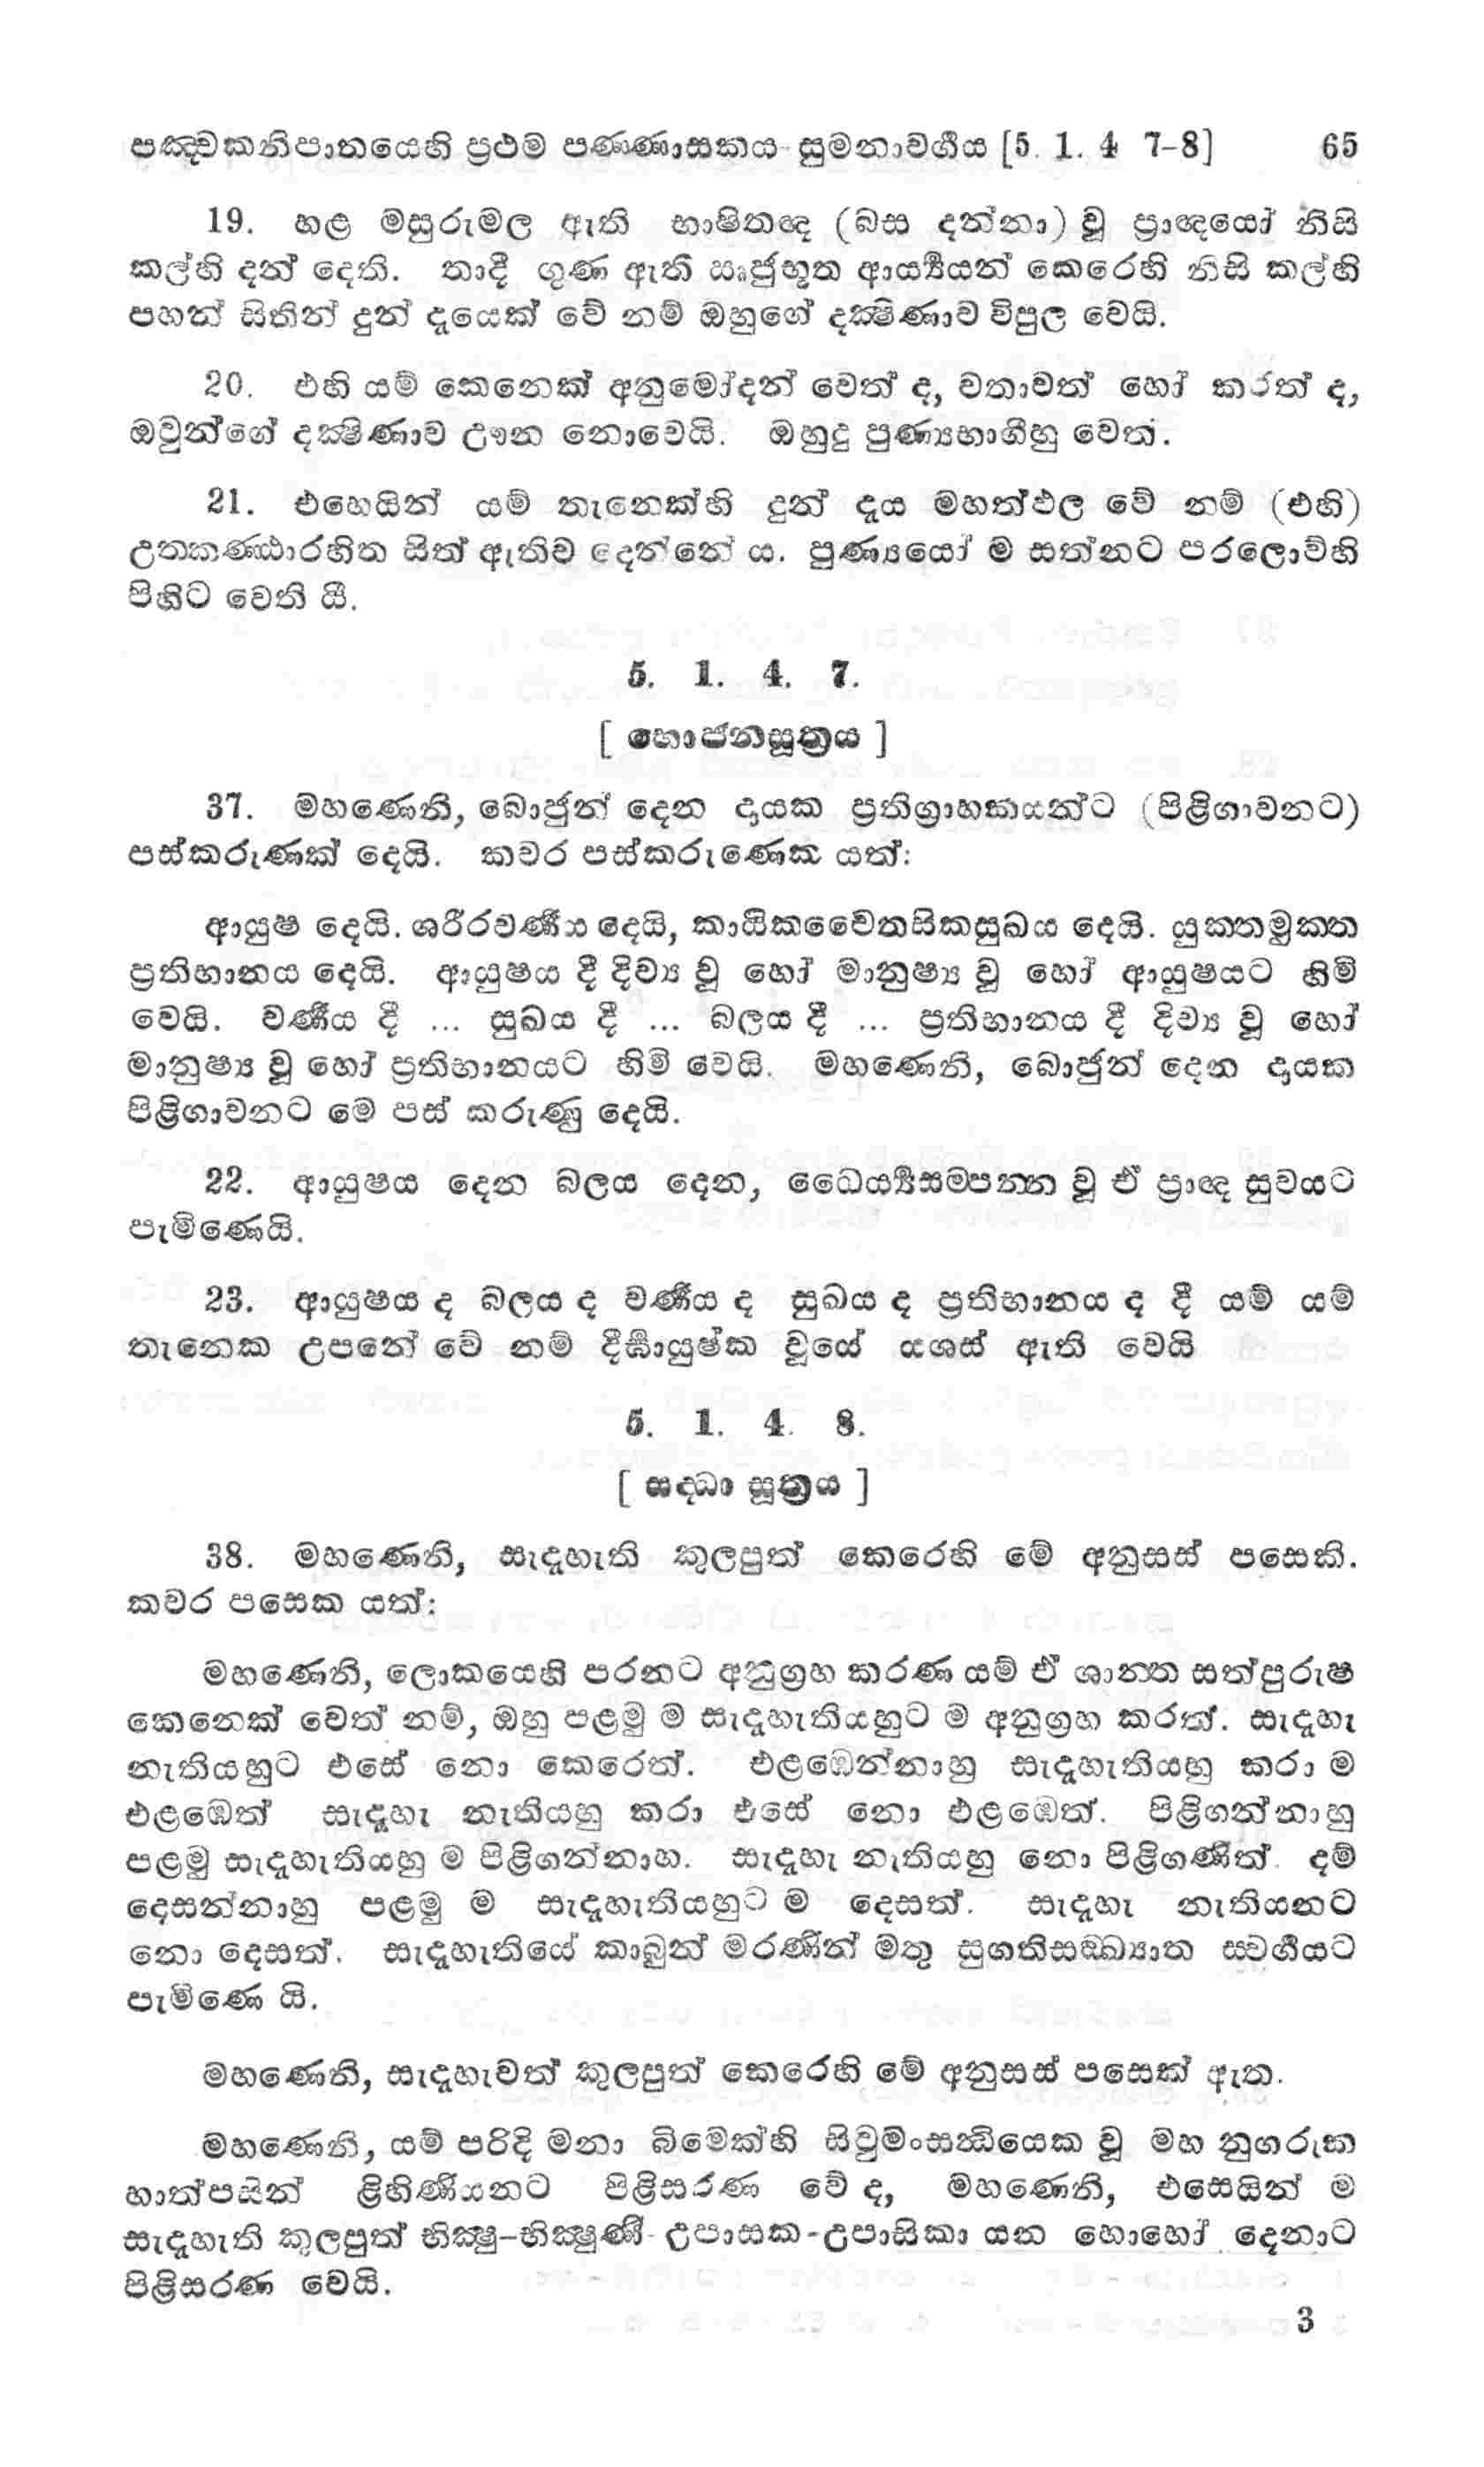 පඤ්චකනිපාතයෙහි ප්‍රථම පණ්ණාසකය- සුමනාවර්ගය [5. 1. 4 7-8] 65
19. හළ මසුරුමල ඇති භාෂිතඥ (බස දන්නා) වූ ප්‍රාඥයෝ නිසි
කල්හි දන් දෙති. තාදී ගුණ ඇති ඍජුභූත ආර්‍ය්‍යයන් කෙරෙහි නිසි කල්හි
පහන් සිතින් දුන් දැයෙක් වේ නම් ඔහුගේ දක්‍ෂිණාව විපුල වෙයි.
20. එහි යම් කෙනෙක් අනුමෝදන් වෙත් ද, වතාවත් හෝ කරත් ද,
ඔවුන්ගේ දක්‍ෂිණාව ඌන නොවෙයි. ඔහුදු පුණ්‍යභාගීහු වෙත්.
21. එහෙයින් යම් තැනෙක්හි දුන් දැය මහත්ඵල වේ නම් (එහි)
උත්කණ්ඨාරහිත සිත් ඇතිව දෙන්නේ ය. පුණ්‍යයෝ ම සත්නට පරලොව්හි
පිහිට වෙති යි.
5. 1. 4. 7.
[ භොජනසූත්‍රය ]
37. මහණෙනි, බොජුන් දෙන දායක ප්‍රතිග්‍රාහකයන්ට (පිළිගාවනට)
පස්කරුණක් දෙයි. කවර පස්කරුණෙක යත්:
ආයුෂ දෙයි. ශරීරවර්ණය දෙයි, කායිකචෛතසිකසුඛය දෙයි. යුක්තමුක්ත
ප්‍රතිභානය දෙයි. ආයුෂය දී දිව්‍ය වූ හෝ මානුෂ්‍ය වූ හෝ ආයුෂයට හිමි
වෙයි. වර්ණය දී ... සුඛය දී ... බලය දී ... ප්‍රතිභානය දී දිව්‍ය වූ හෝ
මානුෂ්‍ය වූ හෝ ප්‍රතිභානයට හිමි වෙයි. මහණෙනි, බොජුන් දෙන දායක
පිළිගාවනට මෙ පස් කරුණු දෙයි.
22. ආයුෂය දෙන බලය දෙන, ධෛර්‍ය්‍යසම්පන්න වූ ඒ ප්‍රාඥ සුවයට
පැමිණෙයි.
23. ආයුෂය ද බලය ද වර්ණය ද සුඛය ද ප්‍රතිභානය ද දී යම් යම්
තැනෙක උපනේ වේ නම් දීර්ඝායුෂ්ක වූයේ යශස් ඇති වෙයි
5. 1. 4. 8.
[ සද්ධා සූත්‍රය ]
38. මහණෙනි, සැදැහැති කුලපුත් කෙරෙහි මේ අනුසස් පසෙකි.
කවර පසෙක යත්:
මහණෙනි, ලොකයෙහි පරනට අනුග්‍රහ කරණ යම් ඒ ශාන්ත සත්පුරුෂ
කෙනෙක් වෙත් නම්, ඔහු පළමු ම සැදැහැතියහුට ම අනුග්‍රහ කරත්. සැදැහැ
නැතියහුට එසේ නො කෙරෙත්. එළඹෙන්නාහු සැදැහැතියහු කරා ම
එළඹෙත් සැදැහැ නැතියහු කරා එසේ නො එළඹෙත්. පිළිගන්නාහු
පළමු සැදැහැතියහු ම පිළිගන්නාහ. සැදැහැ නැතියහු නො පිළිගණිත්. දම්
දෙසන්නාහු පළමු ම සැදැහැතියහුට ම දෙසත්. සැදැහැ නැතියනට
නො දෙසත්. සැදැහැතියේ කාබුන් මරණින් මතු සුගතිසඞ්ඛ්‍යාත ස්වර්ගයට
පැමිණෙ යි.
මහණෙනි, සැදැහැවත් කුලපුත් කෙරෙහි මේ අනුසස් පසෙක් ඇත.
මහණෙනි, යම් පරිදි මනා බිමෙක්හි සිවුමංසන්ධියෙක වූ මහ නුගරුක
හාත්පසින් ළිහිණියනට පිළිසරණ වේ ද, මහණෙනි, එසෙයින් ම
සැදැහැති කුලපුත් භික්‍ෂු-භික්‍ෂුණී- උපාසක-උපාසිකා යන හොහෝ දෙනාට
පිළිසරණ වෙයි.
3